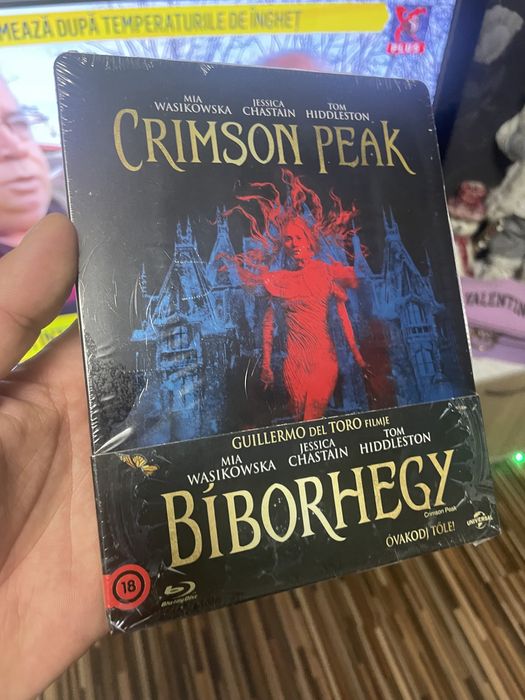 MEAZĂ DUPĂ TEMPERATURILE DE ÎNGHEȚ
PLUS
MIA WASIKOWSKA JESSICA CHASTAIN TOM HIDDLESTON
CRIMSON PEAK
VALENTIN
GUILLERMO DEL TORO FILMJE
MIA WASIKOWSKA JESSICA CHASTAIN TOM HIDDLESTON
BÍBORHEGY
Crimson Peak
ÓVAKODJ TŐLE!
UNIVERSAL
18
Blu-ray Disc